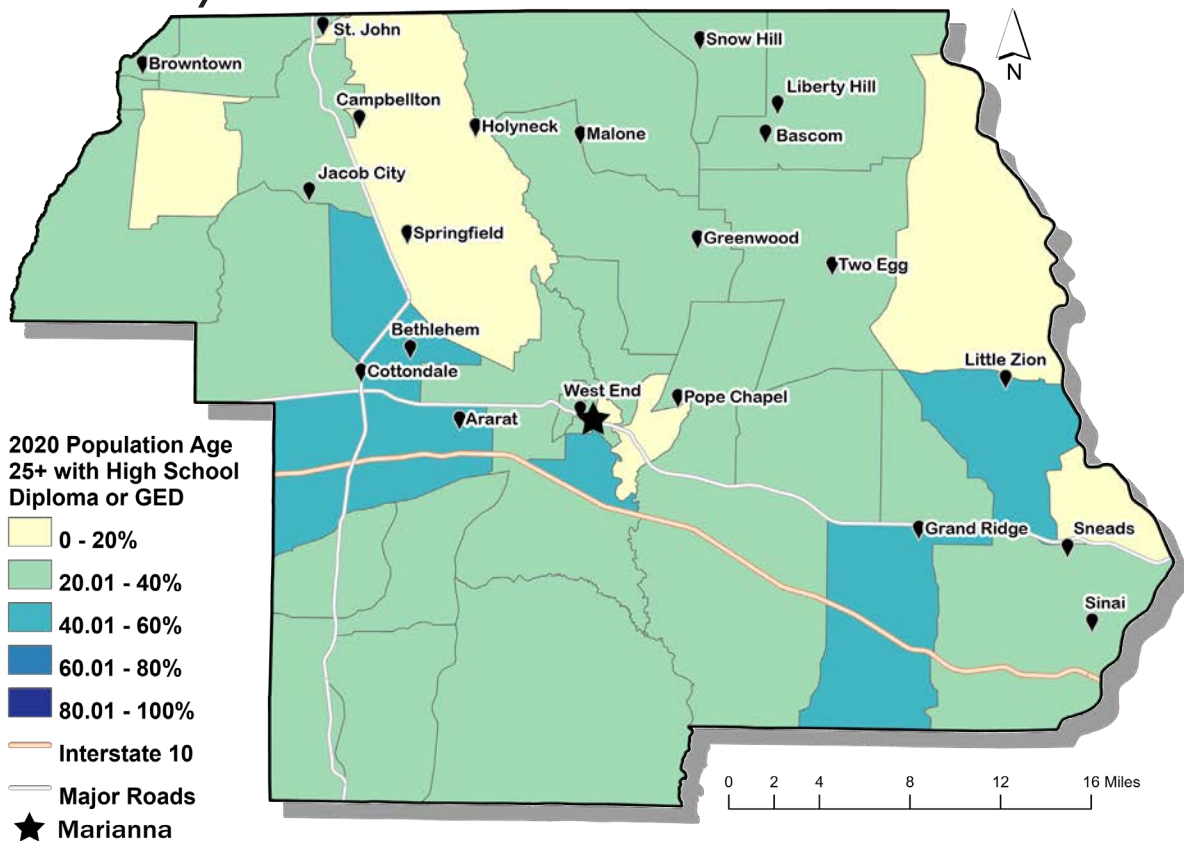 St. John
Snow Hill
Browntown
N
Liberty Hill
Campbellton
Holyneck
Malone
Bascom
Jacob City
Springfield
Greenwood
Two Egg
Bethlehem
Little Zion
Cottondale
West End
Pope Chapel
Ararat
2020 Population Age
25+ with High School
Diploma or GED
0 - 20%
20.01 - 40%
40.01 - 60%
60.01 - 80%
80.01 - 100%
Interstate 10
Major Roads
Marianna
Grand Ridge
Sneads
Sinai
0 2 4 8 12 16 Miles